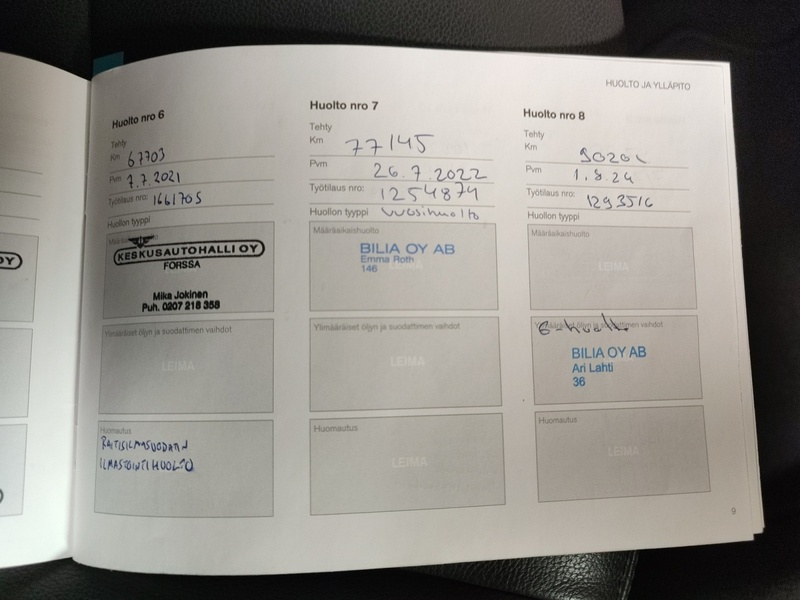 HUOLTO JA YLLÄPITO
Huolto nro 6
Tehty
Km 67703
Pvm 7.7.2021
Työtilaus nro: 1661705
Huollon tyyppi
KESKUSAUTOHALLI OY
FORSSA
Mika Jokinen
Puh. 0207 218 358
Ylimääräiset öljyn ja suodattimen vaihdot
LEIMA
Huomautus
RAITISILMASUODATIN
ILMASTOINTIHUOLTO
Huolto nro 7
Tehty
Km 77145
Pvm 26.7.2022
Työtilaus nro: 1254874
Huollon tyyppi vuosihuolto
Määräaikaishuolto
LEIMA
BILIA OY AB
Emma Roth
146
Ylimääräiset öljyn ja suodattimen vaihdot
LEIMA
Huomautus
LEIMA
Huolto nro 8
Tehty
Km 90201
Pvm 1.8.24
Työtilaus nro: 1293516
Huollon tyyppi
Määräaikaishuolto
LEIMA
Ylimääräiset öljyn ja suodattimen vaihdot
BILIA OY AB
Ari Lahti
36
Huomautus
LEIMA
9
OY